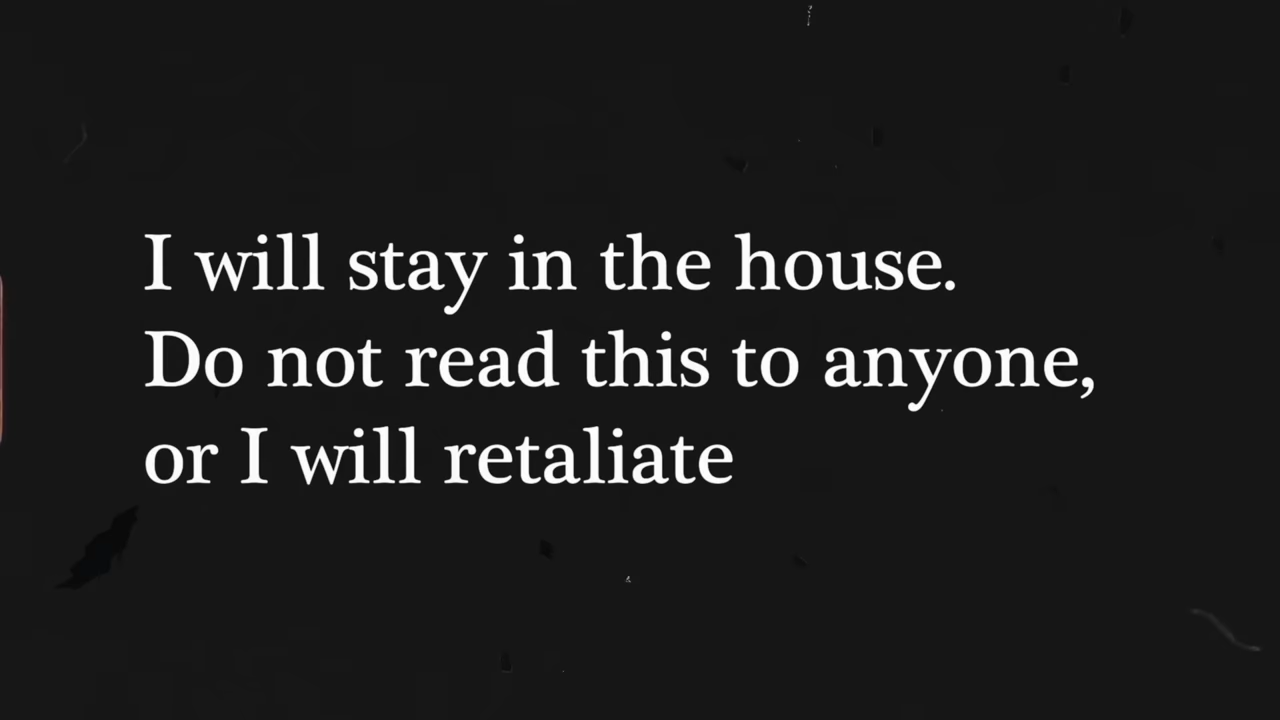 I will stay in the house.
Do not read this to anyone,
or I will retaliate